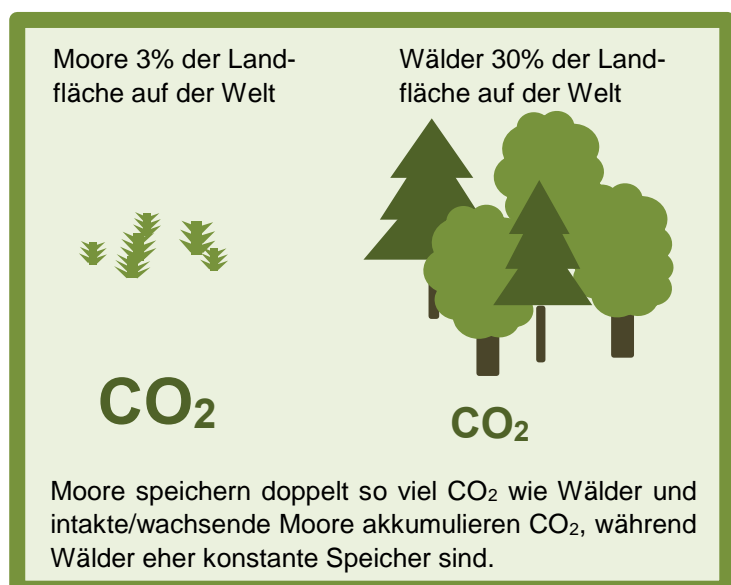 Moore 3% der Land-
fläche auf der Welt
Wälder 30% der Land-
fläche auf der Welt
CO₂
CO₂
Moore speichern doppelt so viel CO₂ wie Wälder und
intakte/wachsende Moore akkumulieren CO₂, während
Wälder eher konstante Speicher sind.